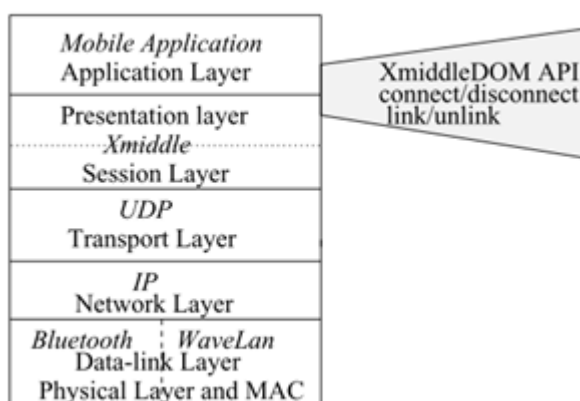 Mobile Application
Application Layer
Presentation layer
Xmiddle
Session Layer
UDP
Transport Layer
IP
Network Layer
Bluetooth WaveLan
Data-link Layer
Physical Layer and MAC
XmiddleDOM API
connect/disconnect
link/unlink